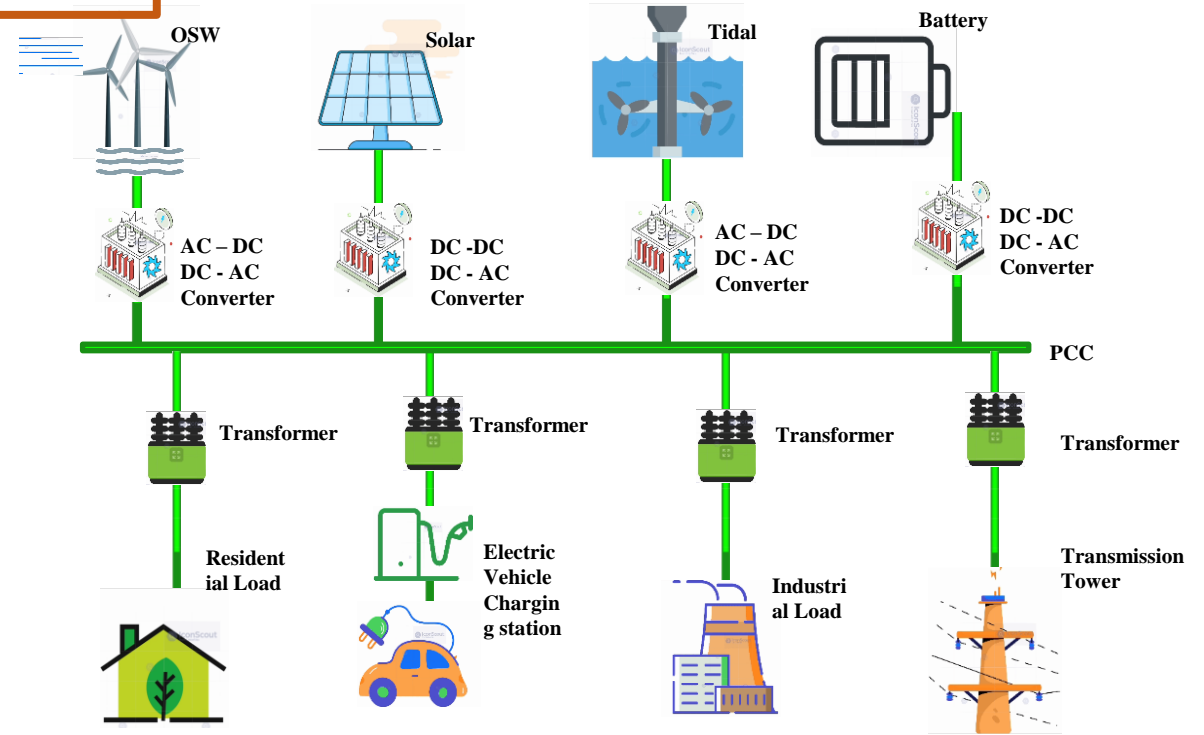 OSW
Solar
Tidal
Battery
IconScout
AC – DC
DC - AC
Converter
DC -DC
DC - AC
Converter
AC – DC
DC - AC
Converter
DC -DC
DC - AC
Converter
PCC
Transformer
Transformer
Transformer
Transformer
Resident
ial Load
Electric
Vehicle
Chargin
g station
Industri
al Load
Transmission
Tower
IconScout